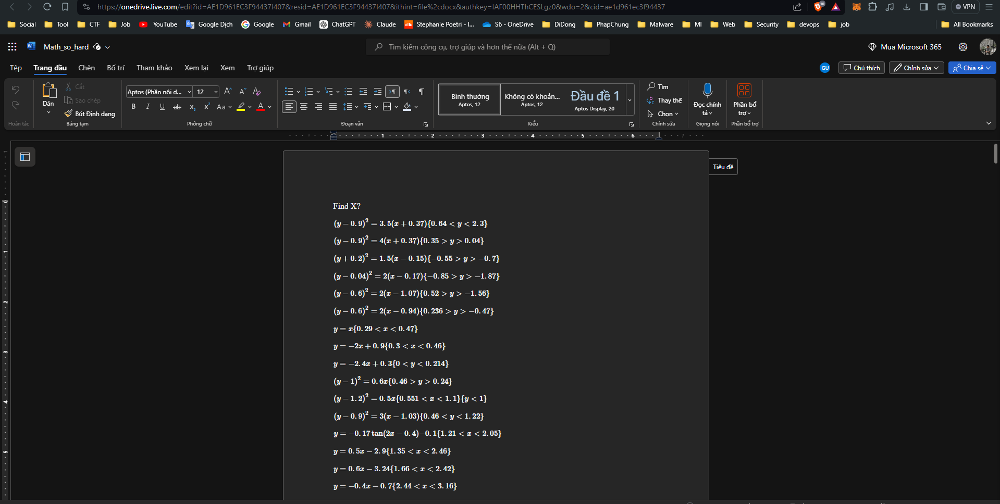 https://onedrive.live.com/edit?id=AE1D961EC3F94437!407&resid=AE1D961EC3F94437!407&ithint=file%2cdocx&authkey=!AF00HHThCESLgz0&wdo=2&cid=ae1d961ec3f94437
10
VPN
Social Tool CTF Job YouTube Google Dịch Google Gmail ChatGPT Claude Stephanie Poetri - I... S6 - OneDrive DiDong PhapChung Malware MI Web Security devops job All Bookmarks
Math_so_hard
Tìm kiếm công cụ, trợ giúp và hơn thế nữa (Alt + Q)
Mua Microsoft 365
Tệp Trang đầu Chèn Bố trí Tham khảo Xem lại Xem Trợ giúp
GU Chú thích Chỉnh sửa Chia sẻ
Dán
Cắt
Sao chép
Bút Định dạng
Aptos (Phần nội d... 12
B I U ab x₂ x² Aa A
Bình thường
Aptos, 12
Không có khoản...
Aptos, 12
Đầu đề 1
Aptos Display, 20
Tìm
Thay thế
Chọn
Đọc chính tả
Phần bổ trợ
Hoàn tác Bảng tạm Phông chữ Đoạn văn Kiểu Chỉnh sửa Giọng nói Phần bổ trợ
1 2 3 4 5 6 7
Tiêu đề
Find X?
(y − 0.9)² = 3.5(x + 0.37){0.64 < y < 2.3}
(y − 0.9)² = 4(x + 0.37){0.35 > y > 0.04}
(y + 0.2)² = 1.5(x − 0.15){−0.55 > y > −0.7}
(y − 0.04)² = 2(x − 0.17){−0.85 > y > −1.87}
(y − 0.6)² = 2(x − 1.07){0.52 > y > −1.56}
(y − 0.6)² = 2(x − 0.94){0.236 > y > −0.47}
y = x{0.29 < x < 0.47}
y = −2x + 0.9{0.3 < x < 0.46}
y = −2.4x + 0.3{0 < y < 0.214}
(y − 1)² = 0.6x{0.46 > y > 0.24}
(y − 1.2)² = 0.5x{0.551 < x < 1.1}{y < 1}
(y − 0.9)² = 3(x − 1.03){0.46 < y < 1.22}
y = −0.17 tan(2x − 0.4)−0.1{1.21 < x < 2.05}
y = 0.5x − 2.9{1.35 < x < 2.46}
y = 0.6x − 3.24{1.66 < x < 2.42}
y = −0.4x − 0.7{2.44 < x < 3.16}